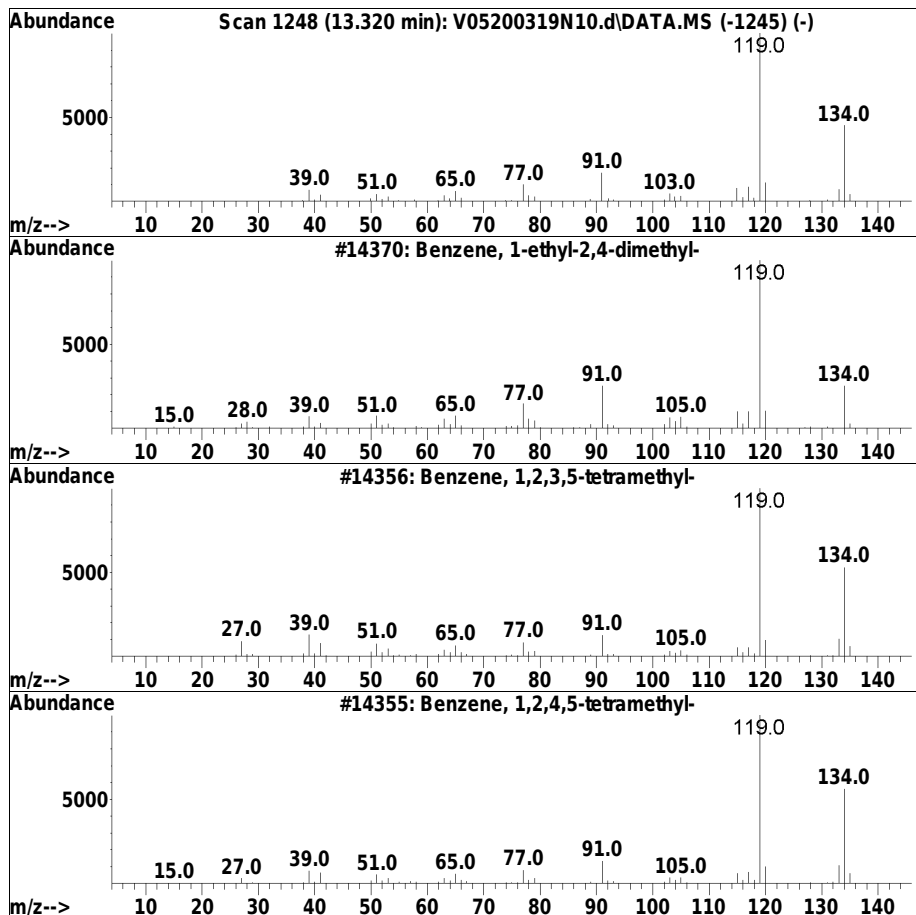 Abundance Scan 1248 (13.320 min): V05200319N10.d\DATA.MS (-1245) (-)
119.0
5000
134.0
91.0
39.0 51.0 65.0 77.0 103.0
m/z--> 10 20 30 40 50 60 70 80 90 100 110 120 130 140
Abundance #14370: Benzene, 1-ethyl-2,4-dimethyl-
119.0
5000
91.0 134.0
15.0 28.0 39.0 51.0 65.0 77.0 105.0
m/z--> 10 20 30 40 50 60 70 80 90 100 110 120 130 140
Abundance #14356: Benzene, 1,2,3,5-tetramethyl-
119.0
5000
134.0
27.0 39.0 51.0 65.0 77.0 91.0 105.0
m/z--> 10 20 30 40 50 60 70 80 90 100 110 120 130 140
Abundance #14355: Benzene, 1,2,4,5-tetramethyl-
119.0
5000
134.0
15.0 27.0 39.0 51.0 65.0 77.0 91.0 105.0
m/z--> 10 20 30 40 50 60 70 80 90 100 110 120 130 140